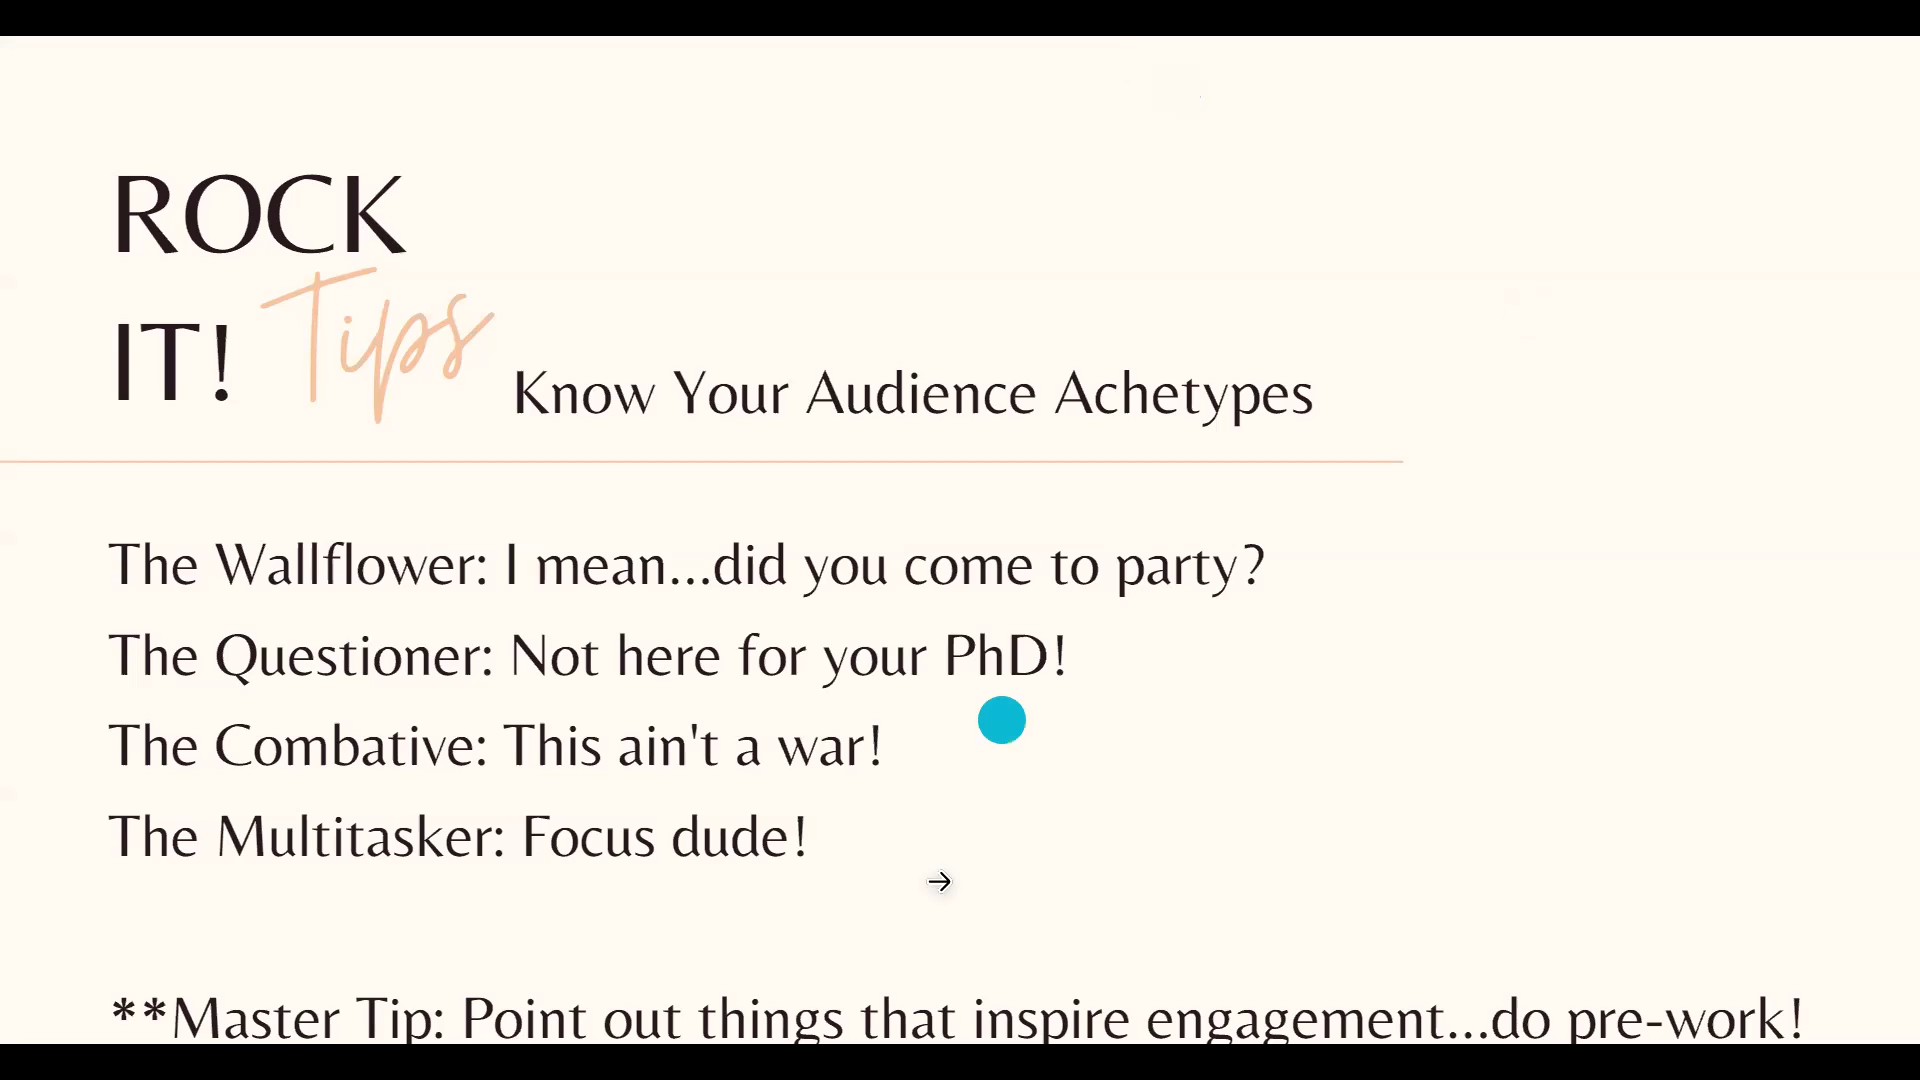 ROCK
IT! Tips
Know Your Audience Achetypes
The Wallflower: I mean...did you come to party?
The Questioner: Not here for your PhD!
The Combative: This ain't a war!
The Multitasker: Focus dude!
**Master Tip: Point out things that inspire engagement...do pre-work!